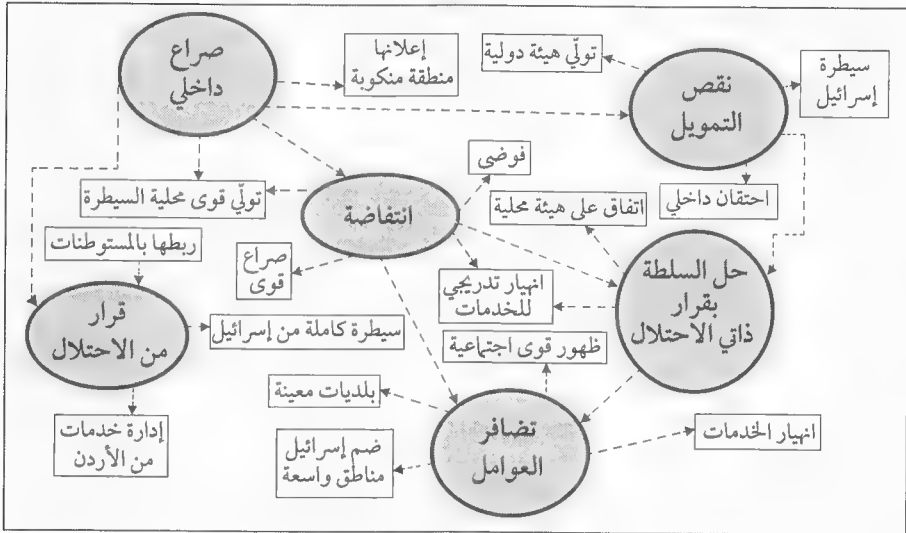 صراع
داخلي
إعلانها
منطقة منكوبة
تولّي هيئة دولية
نقص
التمويل
سيطرة
إسرائيل
فوضى
تولّي قوى محلية السيطرة
انتفاضة
اتفاق على هيئة محلية
احتقان داخلي
ربطها بالمستوطنات
صراع
قوى
انهيار تدريجي
للخدمات
حل السلطة
بقرار
ذاتي الاحتلال
قرار
من الاحتلال
سيطرة كاملة من إسرائيل
ظهور قوى اجتماعية
بلديات معينة
إدارة خدمات
من الأردن
ضم إسرائيل
مناطق واسعة
تضافر
العوامل
انهيار الخدمات